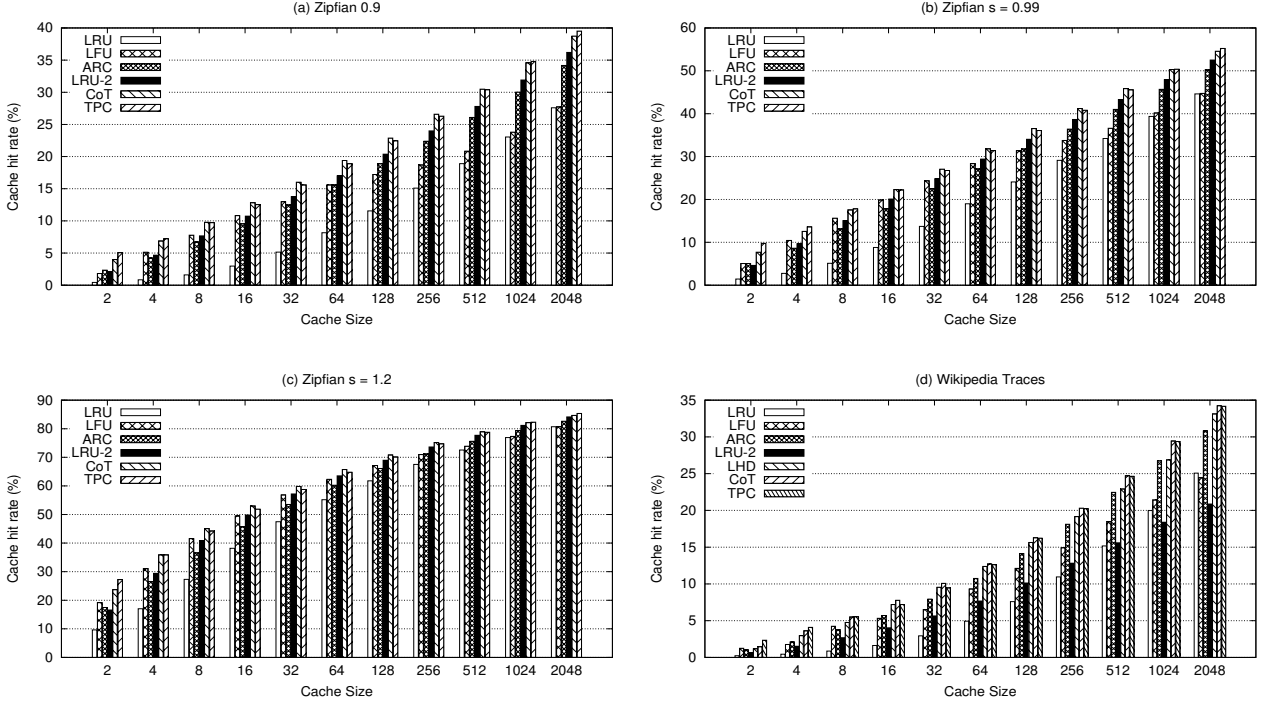 (a) Zipfian 0.9
Cache hit rate (%)
40
35
30
25
20
15
10
5
0
LRU
LFU
ARC
LRU-2
CoT
TPC
2 4 8 16 32 64 128 256 512 1024 2048
Cache Size
(b) Zipfian s = 0.99
Cache hit rate (%)
60
50
40
30
20
10
0
LRU
LFU
ARC
LRU-2
CoT
TPC
2 4 8 16 32 64 128 256 512 1024 2048
Cache Size
(c) Zipfian s = 1.2
Cache hit rate (%)
90
80
70
60
50
40
30
20
10
0
LRU
LFU
ARC
LRU-2
CoT
TPC
2 4 8 16 32 64 128 256 512 1024 2048
Cache Size
(d) Wikipedia Traces
Cache hit rate (%)
35
30
25
20
15
10
5
0
LRU
LFU
ARC
LRU-2
LHD
CoT
TPC
2 4 8 16 32 64 128 256 512 1024 2048
Cache Size